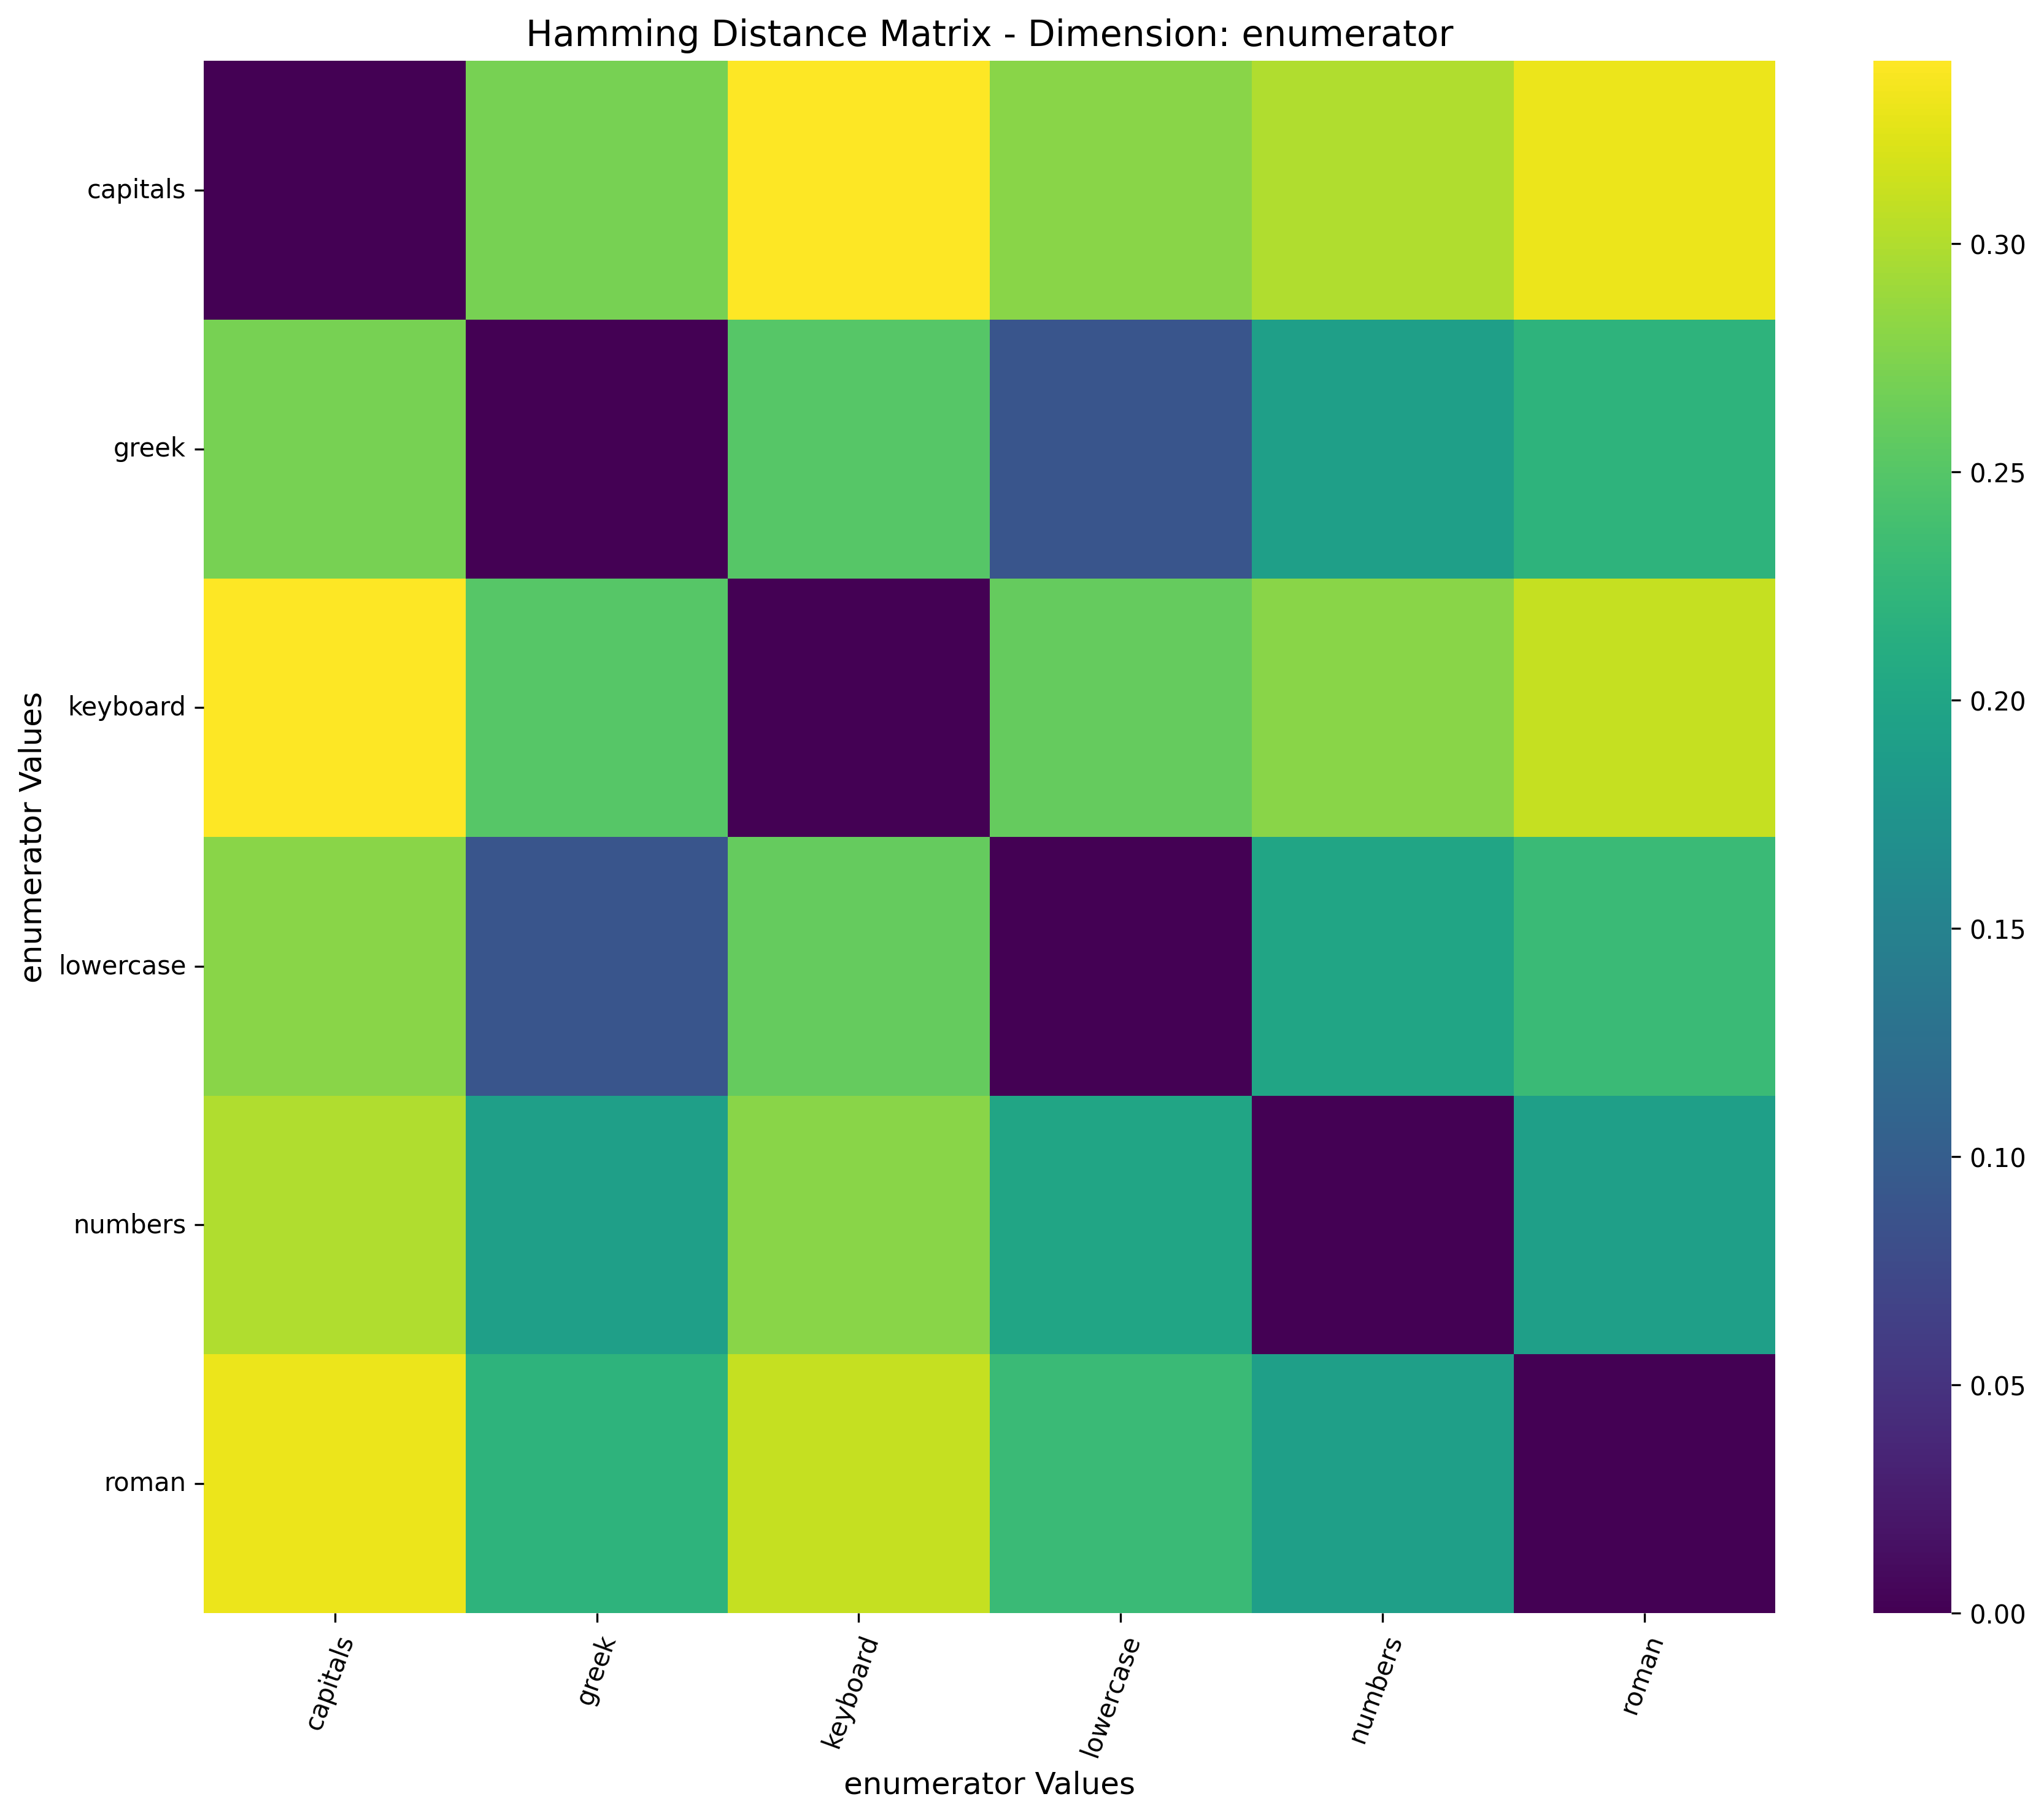 Hamming Distance Matrix - Dimension: enumerator
enumerator Values
capitals
greek
keyboard
lowercase
numbers
roman
capitals
greek
keyboard
lowercase
numbers
roman
enumerator Values
0.30
0.25
0.20
0.15
0.10
0.05
0.00